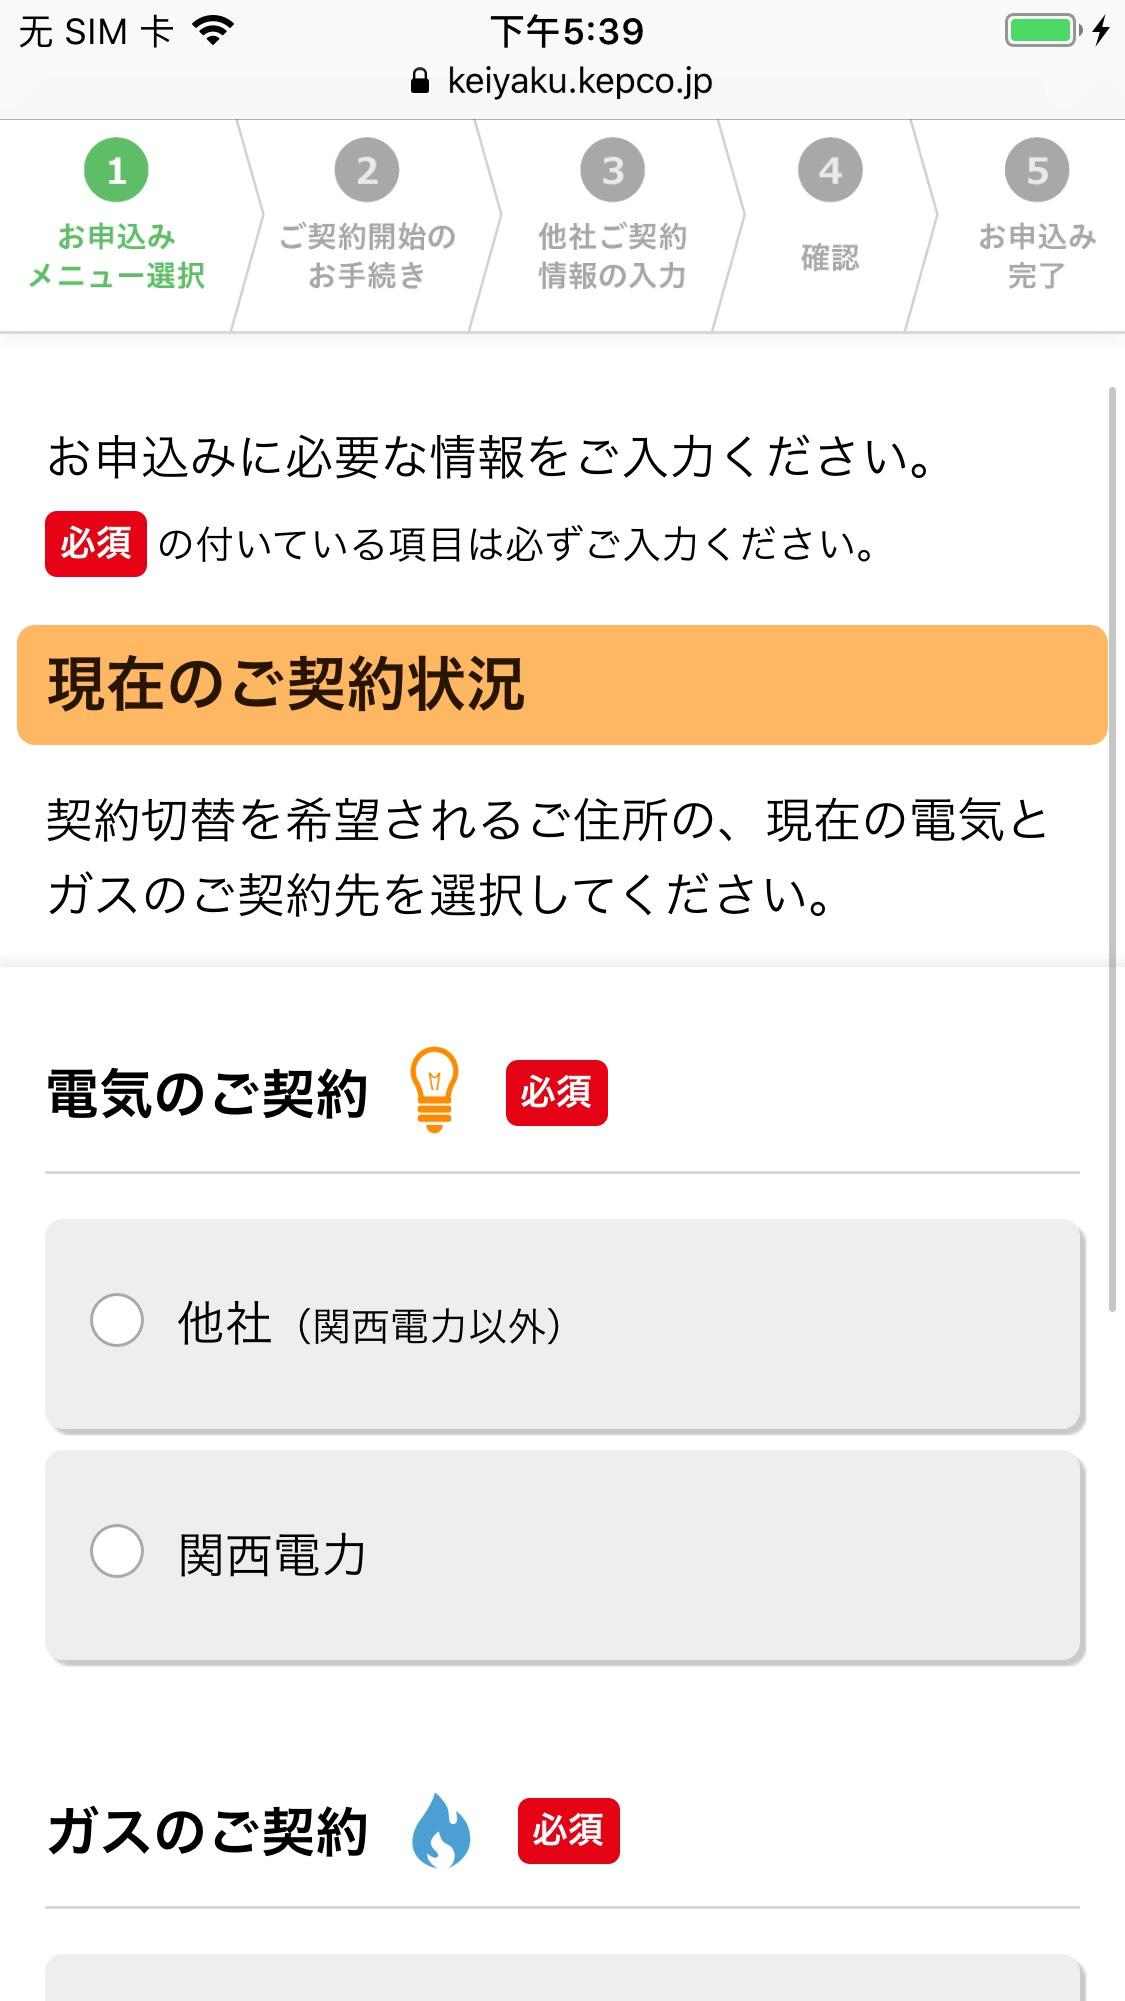 无 SIM 卡
下午5:39
keiyaku.kepco.jp
1
お申込み
メニュー選択
2
ご契約開始の
お手続き
3
他社ご契約
情報の入力
4
確認
5
お申込み
完了
お申込みに必要な情報をご入力ください。
必須 の付いている項目は必ずご入力ください。
現在のご契約状況
契約切替を希望されるご住所の、現在の電気と
ガスのご契約先を選択してください。
電気のご契約 必須
他社（関西電力以外）
関西電力
ガスのご契約 必須